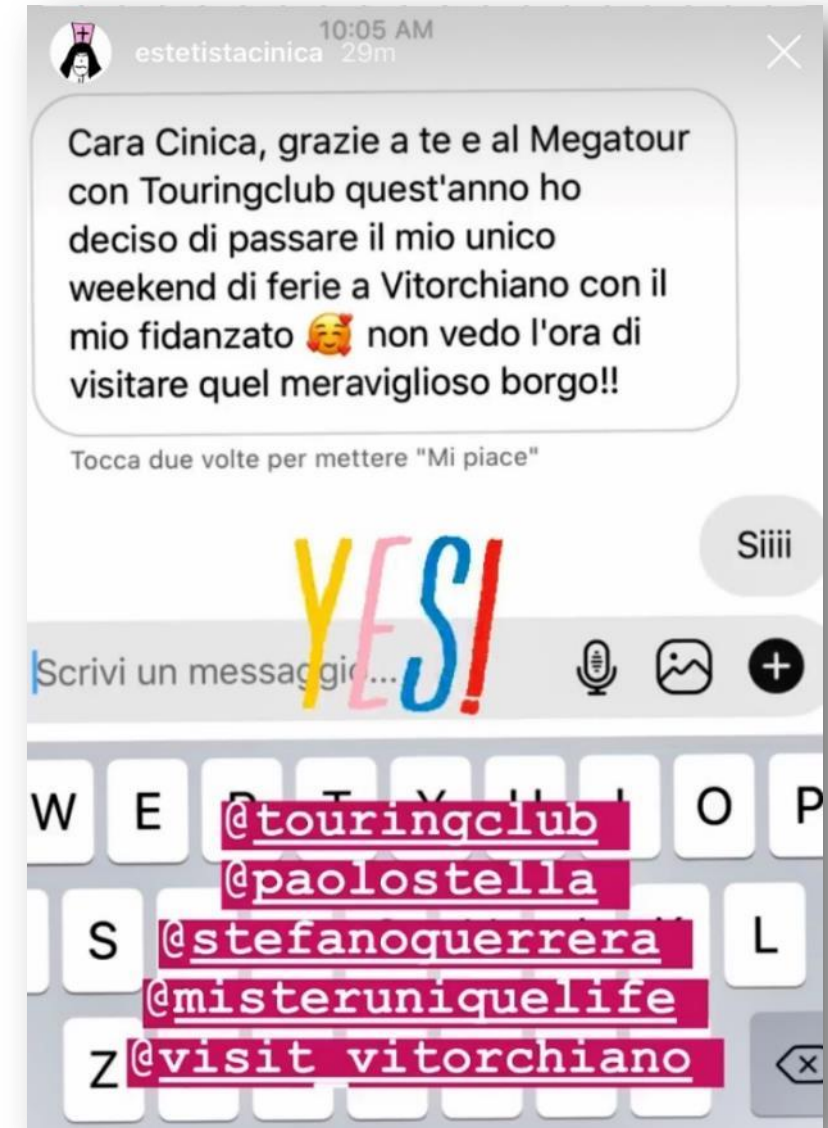 10:05 AM
estetistacinica 29m
Cara Cinica, grazie a te e al Megatour
con Touringclub quest'anno ho
deciso di passare il mio unico
weekend di ferie a Vitorchiano con il
mio fidanzato 🥰 non vedo l'ora di
visitare quel meraviglioso borgo!!
Tocca due volte per mettere "Mi piace"
Siiii
YES!
Scrivi un messaggio...
W E R T Y U I O P
@touringclub
@paolostella
S L
@stefanoguerrera
@misteruniquelife
Z @visit_vitorchiano